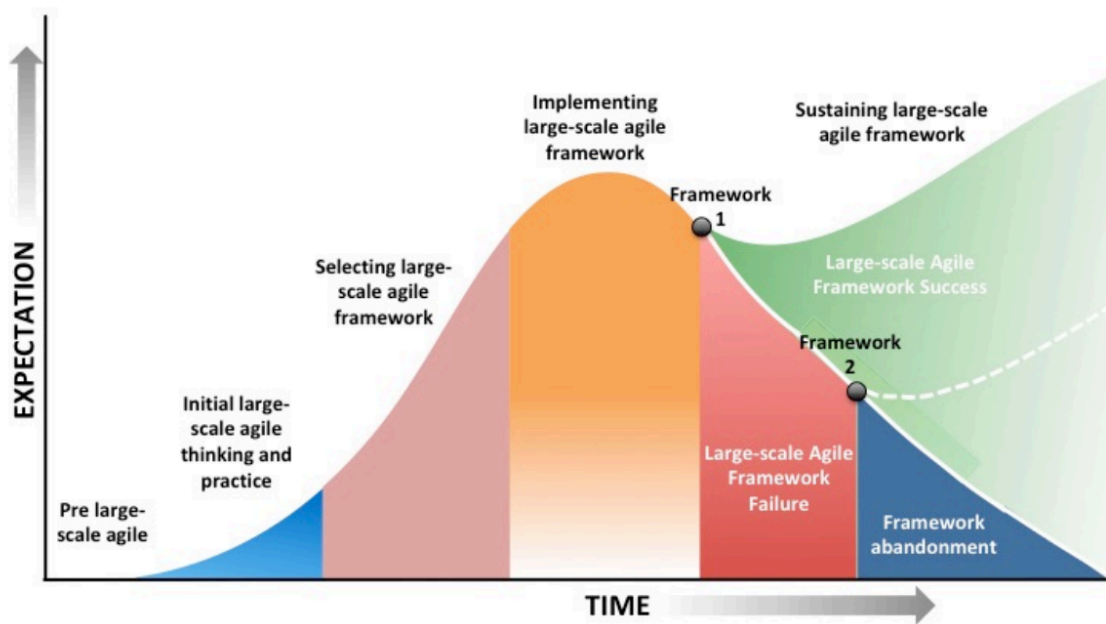 Implementing
large-scale agile
framework
Sustaining large-scale
agile framework
Framework
1
Selecting large-
scale agile
framework
Large-scale Agile
Framework Success
Framework
2
Initial large-
scale agile
thinking and
practice
Large-scale Agile
Framework
Failure
Pre large-
scale agile
Framework
abandonment
EXPECTATION
TIME